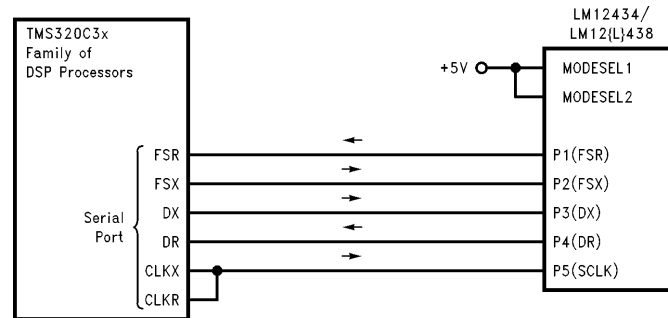 TMS320C3x
Family of
DSP Processors
LM12434/
LM12{L}438
+5V
MODESEL1
MODESEL2
FSR
P1(FSR)
FSX
P2(FSX)
Serial
Port
DX
P3(DX)
DR
P4(DR)
CLKX
P5(SCLK)
CLKR